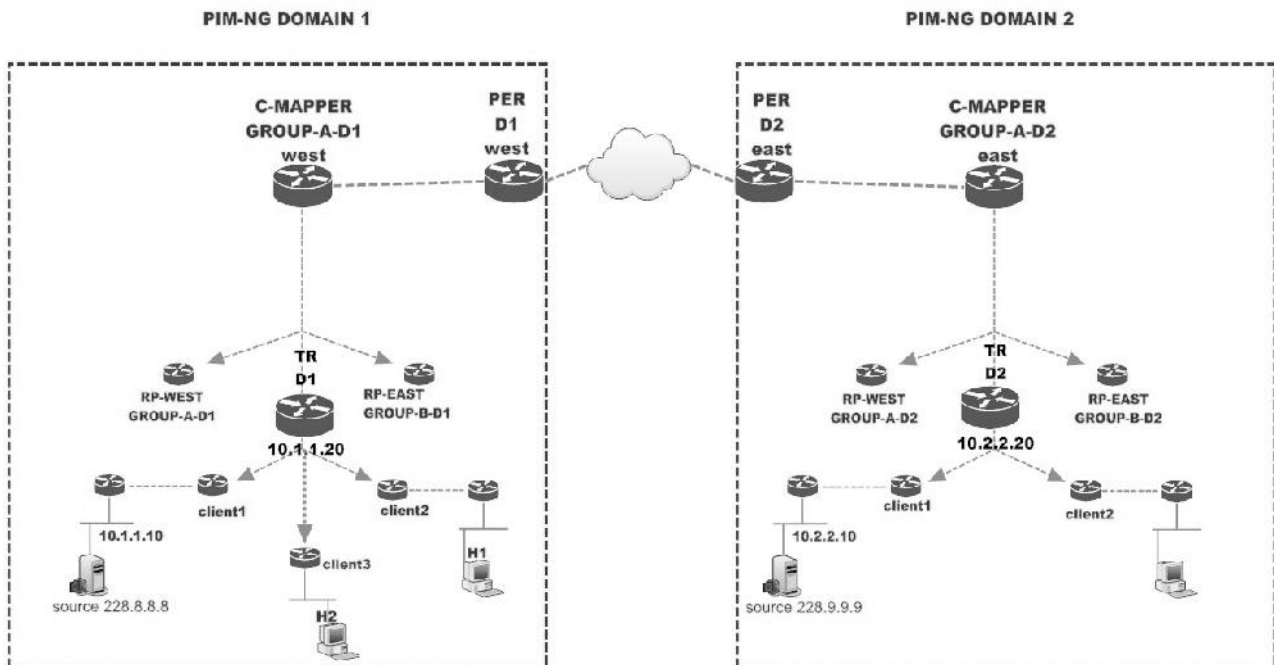 PIM-NG DOMAIN 1
PIM-NG DOMAIN 2
C-MAPPER
GROUP-A-D1
west
PER
D1
west
PER
D2
east
C-MAPPER
GROUP-A-D2
east
TR
D1
RP-WEST
GROUP-A-D1
RP-EAST
GROUP-B-D1
10.1.1.20
client1
client2
10.1.1.10
client3
H1
source 228.8.8.8
H2
TR
D2
RP-WEST
GROUP-A-D2
RP-EAST
GROUP-B-D2
10.2.2.20
client1
client2
10.2.2.10
source 228.9.9.9